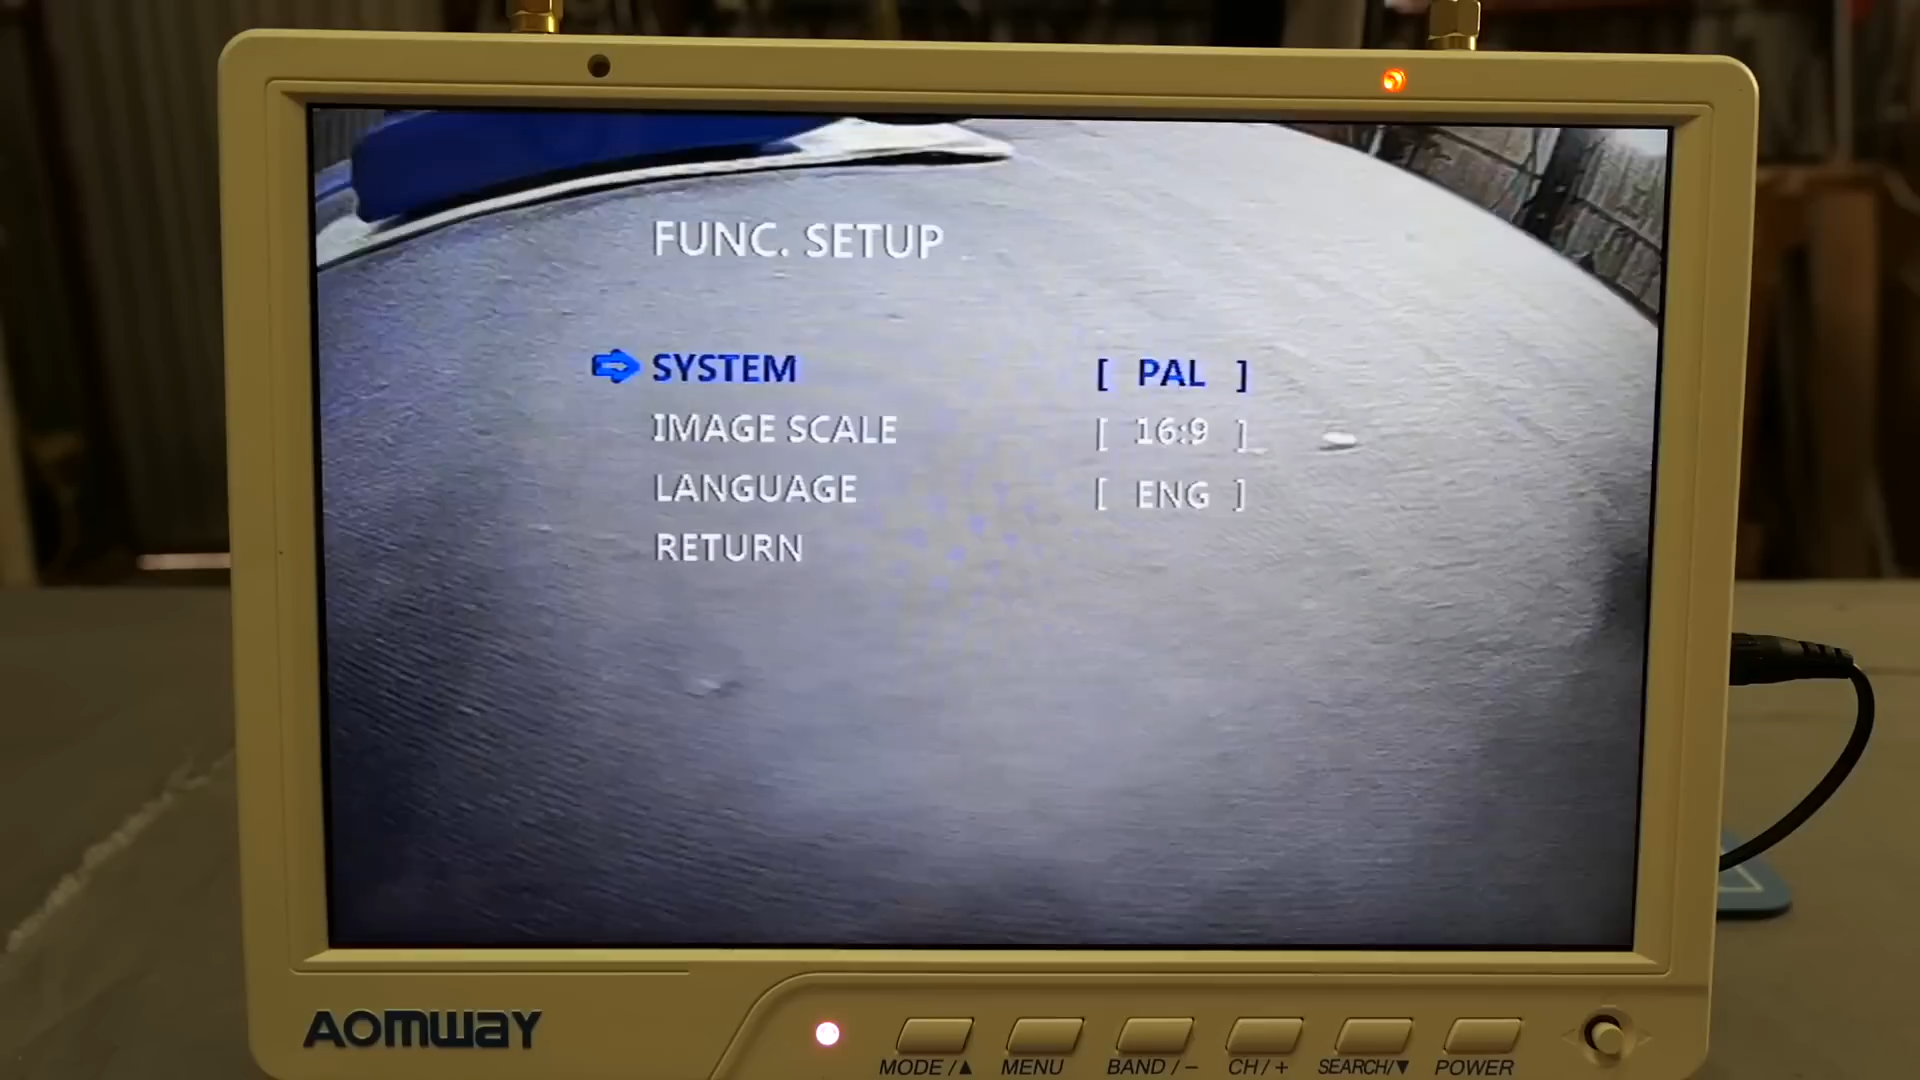 FUNC. SETUP
SYSTEM [ PAL ]
IMAGE SCALE [ 16:9 ]
LANGUAGE [ ENG ]
RETURN
AOMWAY
MODE /▲ MENU BAND / − CH / + SEARCH/▼ POWER